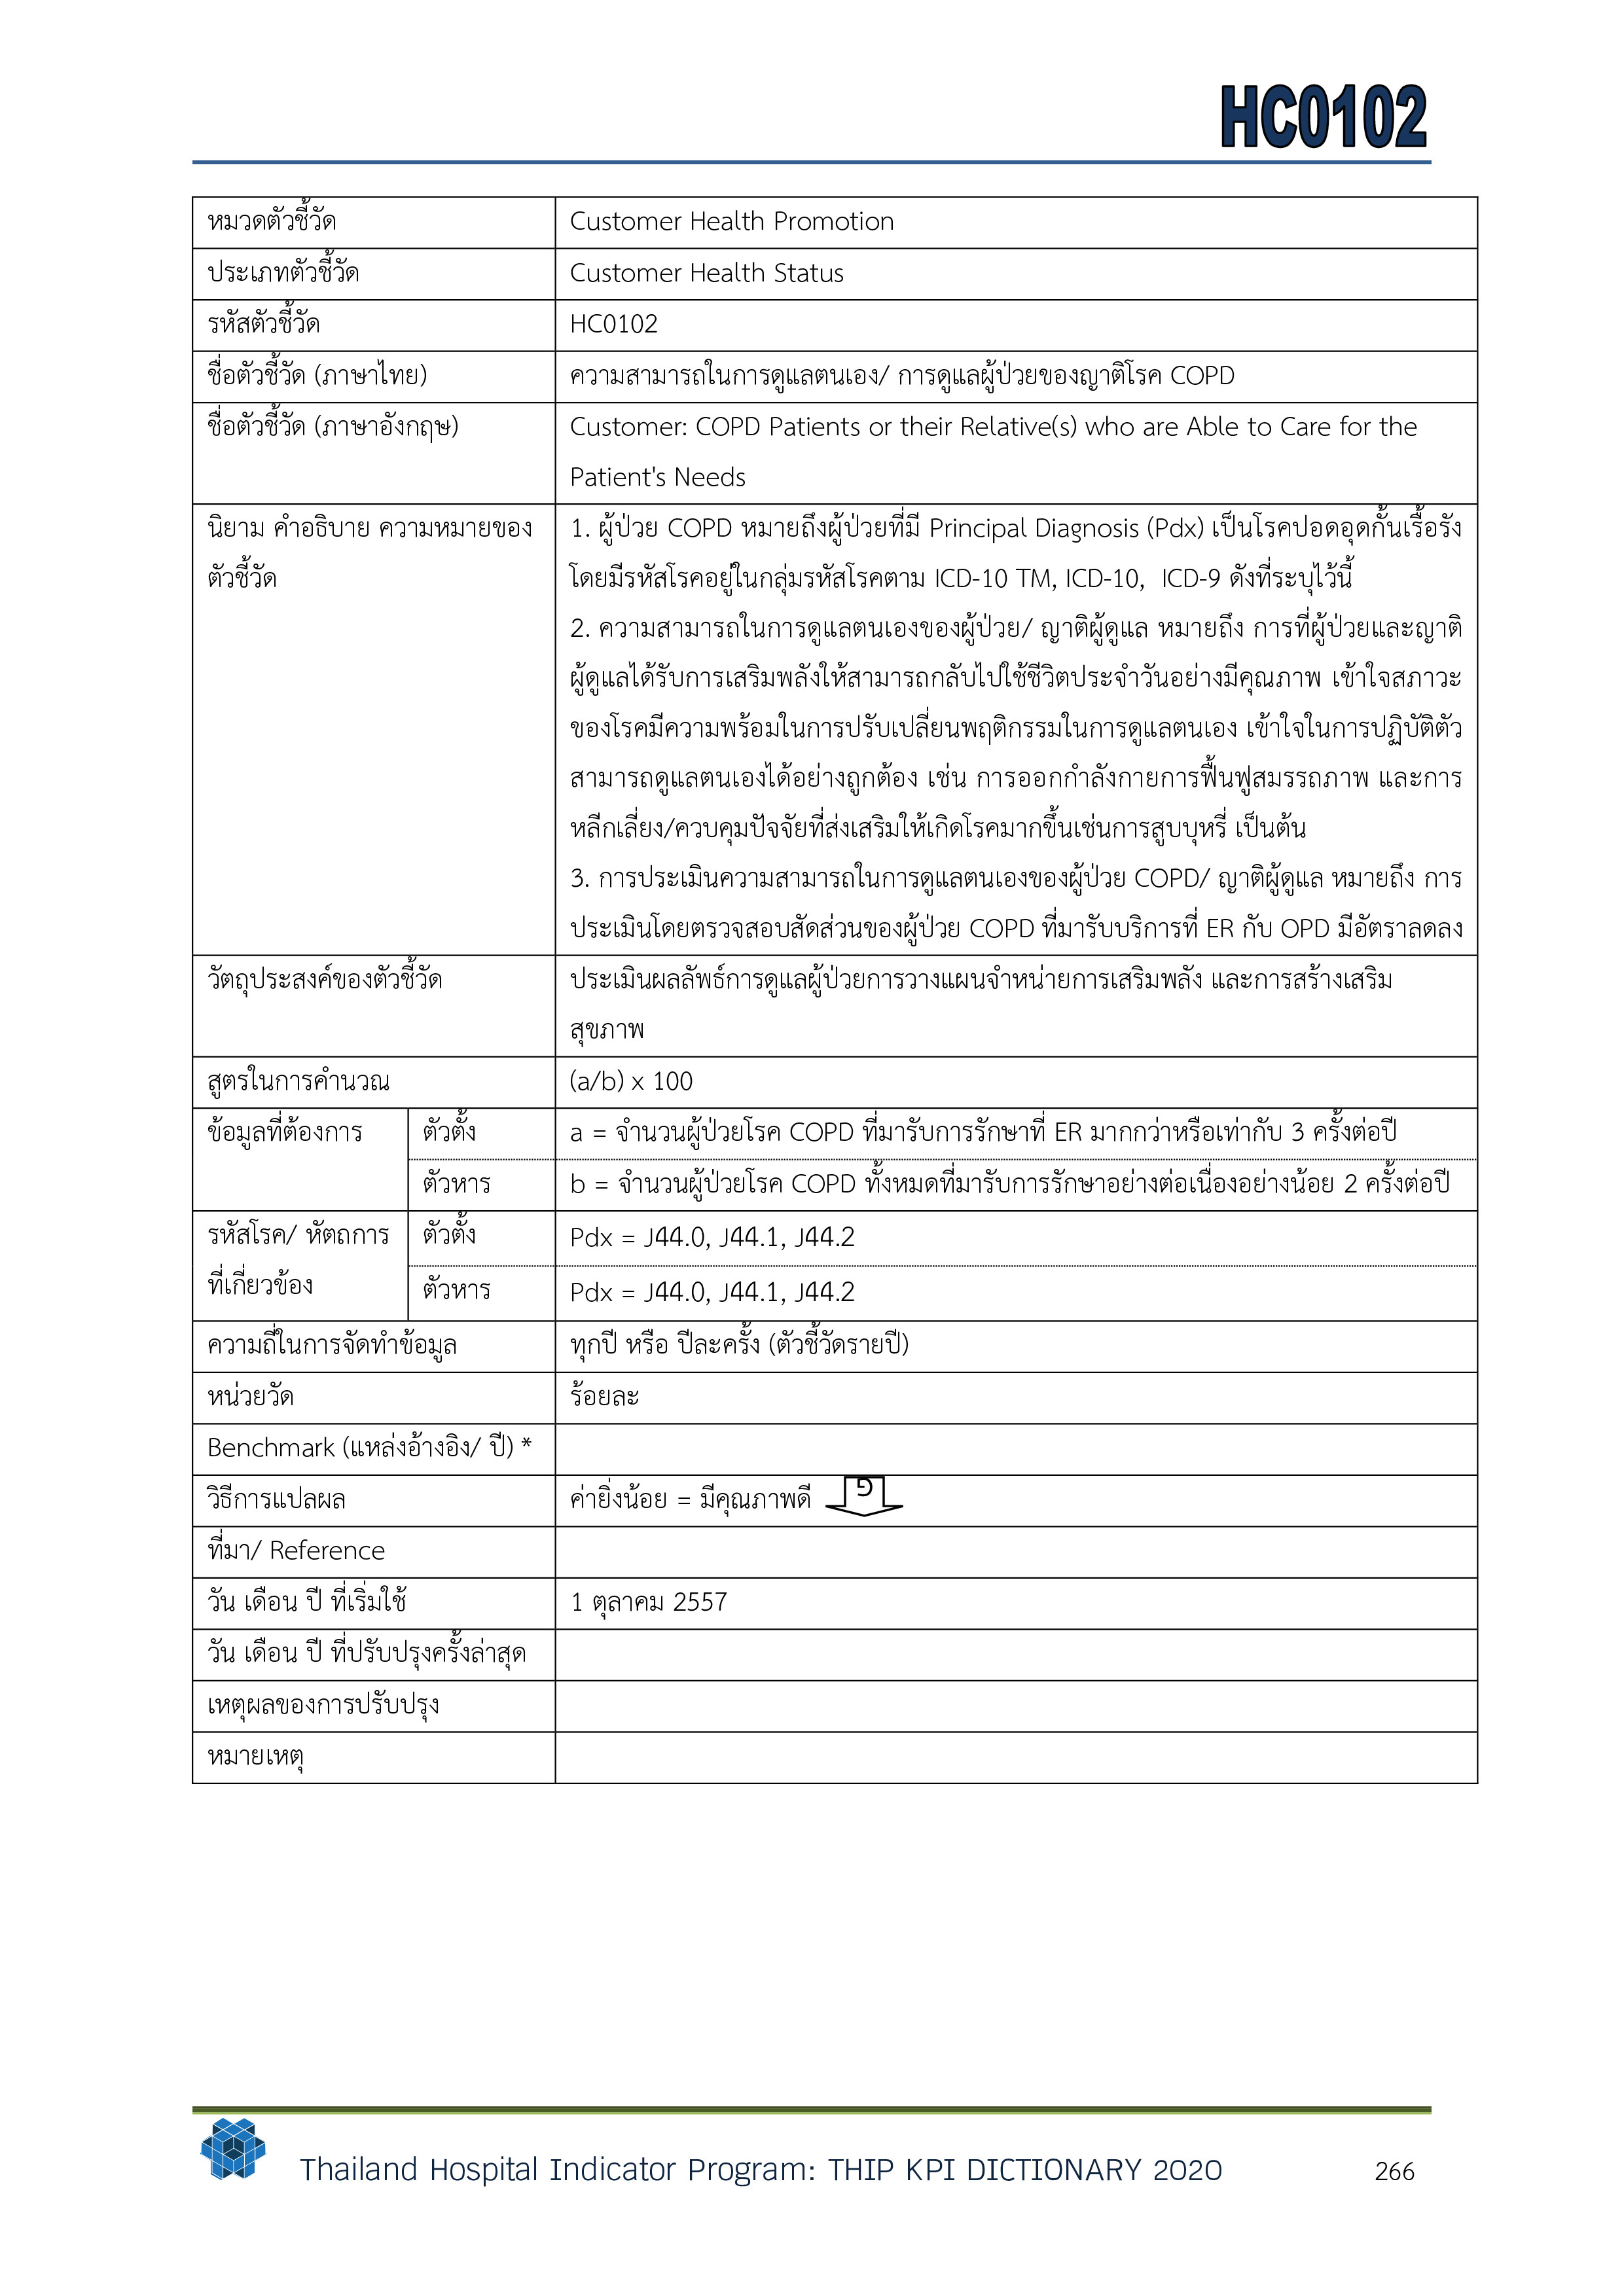 HC0102
หมวดตัวชี้วัด Customer Health Promotion
ประเภทตัวชี้วัด Customer Health Status
รหัสตัวชี้วัด HC0102
ชื่อตัวชี้วัด (ภาษาไทย) ความสามารถในการดูแลตนเอง/ การดูแลผู้ป่วยของญาติโรค COPD
ชื่อตัวชี้วัด (ภาษาอังกฤษ) Customer: COPD Patients or their Relative(s) who are Able to Care for the
Patient's Needs
นิยาม คำอธิบาย ความหมายของ
ตัวชี้วัด
1. ผู้ป่วย COPD หมายถึงผู้ป่วยที่มี Principal Diagnosis (Pdx) เป็นโรคปอดอุดกั้นเรื้อรัง
โดยมีรหัสโรคอยู่ในกลุ่มรหัสโรคตาม ICD-10 TM, ICD-10, ICD-9 ดังที่ระบุไว้นี้
2. ความสามารถในการดูแลตนเองของผู้ป่วย/ ญาติผู้ดูแล หมายถึง การที่ผู้ป่วยและญาติ
ผู้ดูแลได้รับการเสริมพลังให้สามารถกลับไปใช้ชีวิตประจำวันอย่างมีคุณภาพ เข้าใจสภาวะ
ของโรคมีความพร้อมในการปรับเปลี่ยนพฤติกรรมในการดูแลตนเอง เข้าใจในการปฏิบัติตัว
สามารถดูแลตนเองได้อย่างถูกต้อง เช่น การออกกำลังกายการฟื้นฟูสมรรถภาพ และการ
หลีกเลี่ยง/ควบคุมปัจจัยที่ส่งเสริมให้เกิดโรคมากขึ้นเช่นการสูบบุหรี่ เป็นต้น
3. การประเมินความสามารถในการดูแลตนเองของผู้ป่วย COPD/ ญาติผู้ดูแล หมายถึง การ
ประเมินโดยตรวจสอบสัดส่วนของผู้ป่วย COPD ที่มารับบริการที่ ER กับ OPD มีอัตราลดลง
วัตถุประสงค์ของตัวชี้วัด ประเมินผลลัพธ์การดูแลผู้ป่วยการวางแผนจำหน่ายการเสริมพลัง และการสร้างเสริม
สุขภาพ
สูตรในการคำนวณ (a/b) x 100
ข้อมูลที่ต้องการ ตัวตั้ง a = จำนวนผู้ป่วยโรค COPD ที่มารับการรักษาที่ ER มากกว่าหรือเท่ากับ 3 ครั้งต่อปี
ตัวหาร b = จำนวนผู้ป่วยโรค COPD ทั้งหมดที่มารับการรักษาอย่างต่อเนื่องอย่างน้อย 2 ครั้งต่อปี
รหัสโรค/ หัตถการ
ที่เกี่ยวข้อง
ตัวตั้ง Pdx = J44.0, J44.1, J44.2
ตัวหาร Pdx = J44.0, J44.1, J44.2
ความถี่ในการจัดทำข้อมูล ทุกปี หรือ ปีละครั้ง (ตัวชี้วัดรายปี)
หน่วยวัด ร้อยละ
Benchmark (แหล่งอ้างอิง/ ปี) *
วิธีการแปลผล ค่ายิ่งน้อย = มีคุณภาพดี
ที่มา/ Reference
วัน เดือน ปี ที่เริ่มใช้ 1 ตุลาคม 2557
วัน เดือน ปี ที่ปรับปรุงครั้งล่าสุด
เหตุผลของการปรับปรุง
หมายเหตุ
Thailand Hospital Indicator Program: THIP KPI DICTIONARY 2020 266